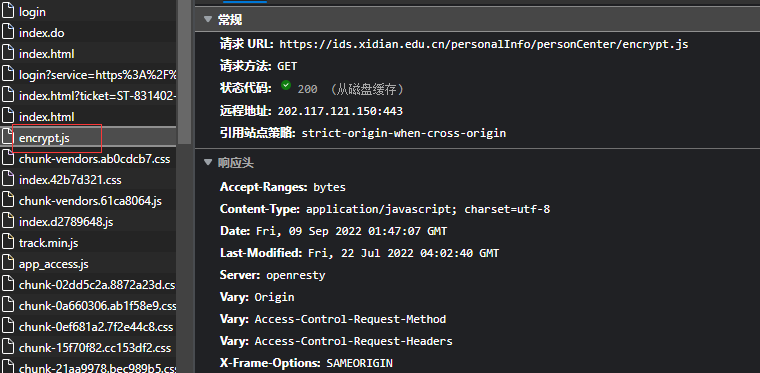 login
index.do
index.html
login?service=https%3A%2F%
index.html?ticket=ST-831402-
index.html
encrypt.js
chunk-vendors.ab0cdcb7.css
index.42b7d321.css
chunk-vendors.61ca8064.js
index.d2789648.js
track.min.js
app_access.js
chunk-02dd5c2a.8872a23d.cs
chunk-0a660306.ab1f58e9.css
chunk-0ef681a2.7f2e44c8.css
chunk-15f70f82.cc153df2.css
chunk-21aa9978.bec989b5.css
常规
请求 URL: https://ids.xidian.edu.cn/personalInfo/personCenter/encrypt.js
请求方法: GET
状态代码: 200 (从磁盘缓存)
远程地址: 202.117.121.150:443
引用站点策略: strict-origin-when-cross-origin
响应头
Accept-Ranges: bytes
Content-Type: application/javascript; charset=utf-8
Date: Fri, 09 Sep 2022 01:47:07 GMT
Last-Modified: Fri, 22 Jul 2022 04:02:40 GMT
Server: openresty
Vary: Origin
Vary: Access-Control-Request-Method
Vary: Access-Control-Request-Headers
X-Frame-Options: SAMEORIGIN